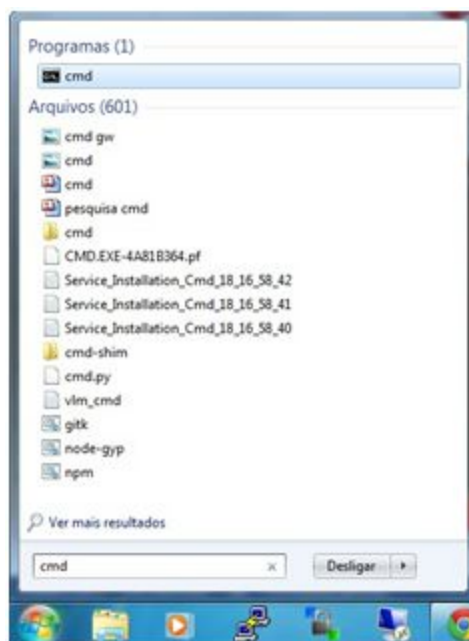 Programas (1)
cmd
Arquivos (601)
cmd gw
cmd
cmd
pesquisa cmd
cmd
CMD.EXE-4A81B364.pf
Service_Installation_Cmd_18_16_58_42
Service_Installation_Cmd_18_16_58_41
Service_Installation_Cmd_18_16_58_40
cmd-shim
cmd.py
vlm_cmd
gitk
node-gyp
npm
Ver mais resultados
cmd
Desligar